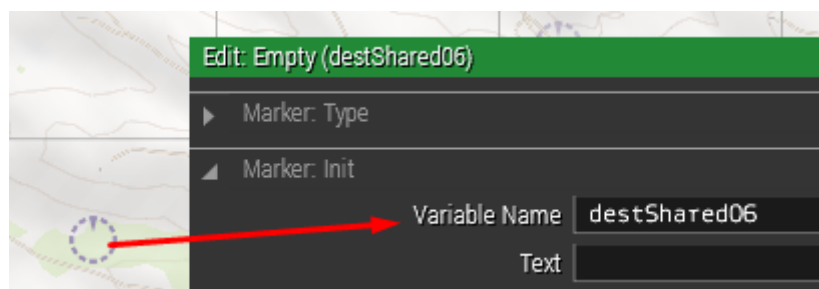 Edit: Empty (destShared06)
Marker: Type
Marker: Init
Variable Name destShared06
Text